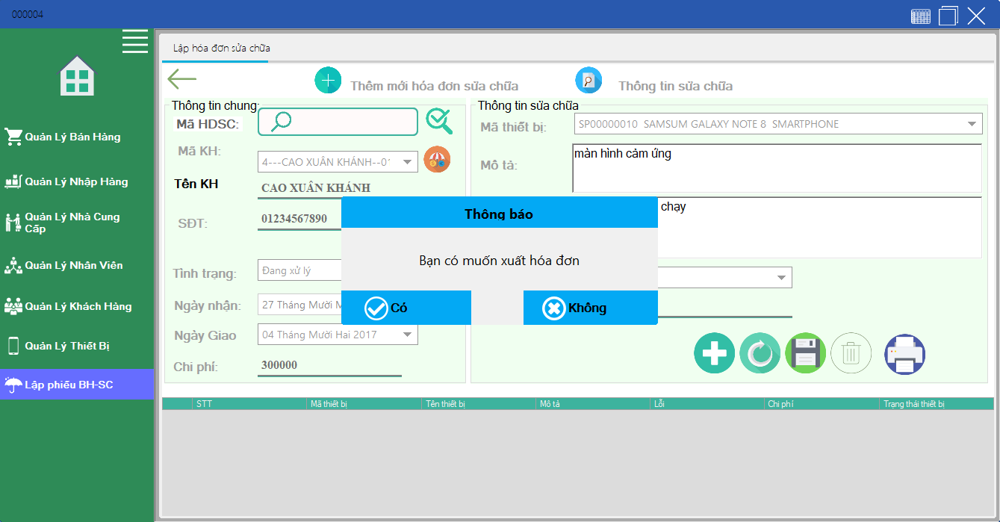 000004
Quản Lý Bán Hàng
Quản Lý Nhập Hàng
Quản Lý Nhà Cung
Cấp
Quản Lý Nhân Viên
Quản Lý Khách Hàng
Quản Lý Thiết Bị
Lập phiếu BH-SC
Lập hóa đơn sửa chữa
Thêm mới hóa đơn sửa chữa
Thông tin sửa chữa
Thông tin chung:
Mã HDSC:
Mã KH:
4---CAO XUÂN KHÁNH--01
Tên KH
CAO XUÂN KHÁNH
SĐT:
01234567890
Tình trạng:
Đang xử lý
Ngày nhận:
27 Tháng Mười M
Ngày Giao
04 Tháng Mười Hai 2017
Chi phí:
300000
Thông tin sửa chữa
Mã thiết bị:
SP00000010 SAMSUM GALAXY NOTE 8 SMARTPHONE
Mô tả:
màn hình cảm ứng
chạy
Thông báo
Bạn có muốn xuất hóa đơn
Có
Không
STT Mã thiết bị Tên thiết bị Mô tả Lỗi Chi phí Trạng thái thiết bị